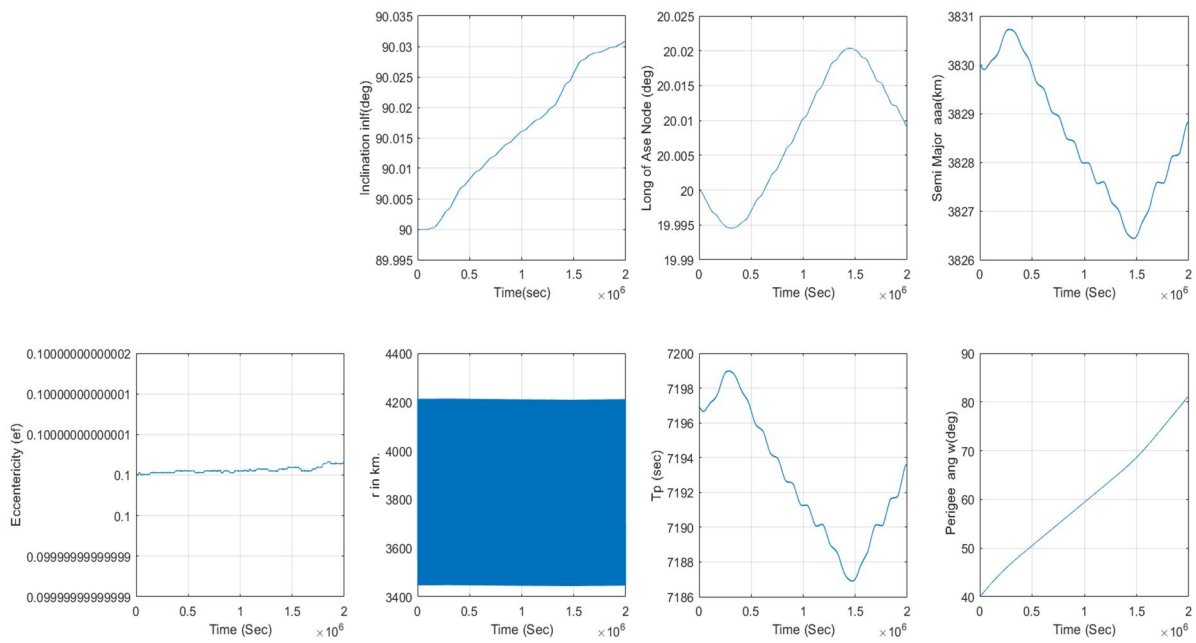 90.035
90.03
90.025
90.02
90.015
90.01
90.005
90
89.995
Inclination inlf(deg)
0 0.5 1 1.5 2
Time(sec) ×10^6
20.025
20.02
20.015
20.01
20.005
20
19.995
19.99
Long of Ase Node (deg)
0 0.5 1 1.5 2
Time (Sec) ×10^6
3831
3830
3829
3828
3827
3826
Semi Major aaa(km)
0 0.5 1 1.5 2
Time (Sec) ×10^6
0.10000000000002
0.10000000000001
0.10000000000001
0.1
0.1
0.09999999999999
0.09999999999999
Eccentericity (ef)
0 0.5 1 1.5 2
Time (Sec) ×10^6
4400
4200
4000
3800
3600
3400
r in km.
0 0.5 1 1.5 2
Time (Sec) ×10^6
7200
7198
7196
7194
7192
7190
7188
7186
Tp (sec)
0 0.5 1 1.5 2
Time (Sec) ×10^6
90
80
70
60
50
40
Perigee ang w(deg)
0 0.5 1 1.5 2
Time (Sec) ×10^6